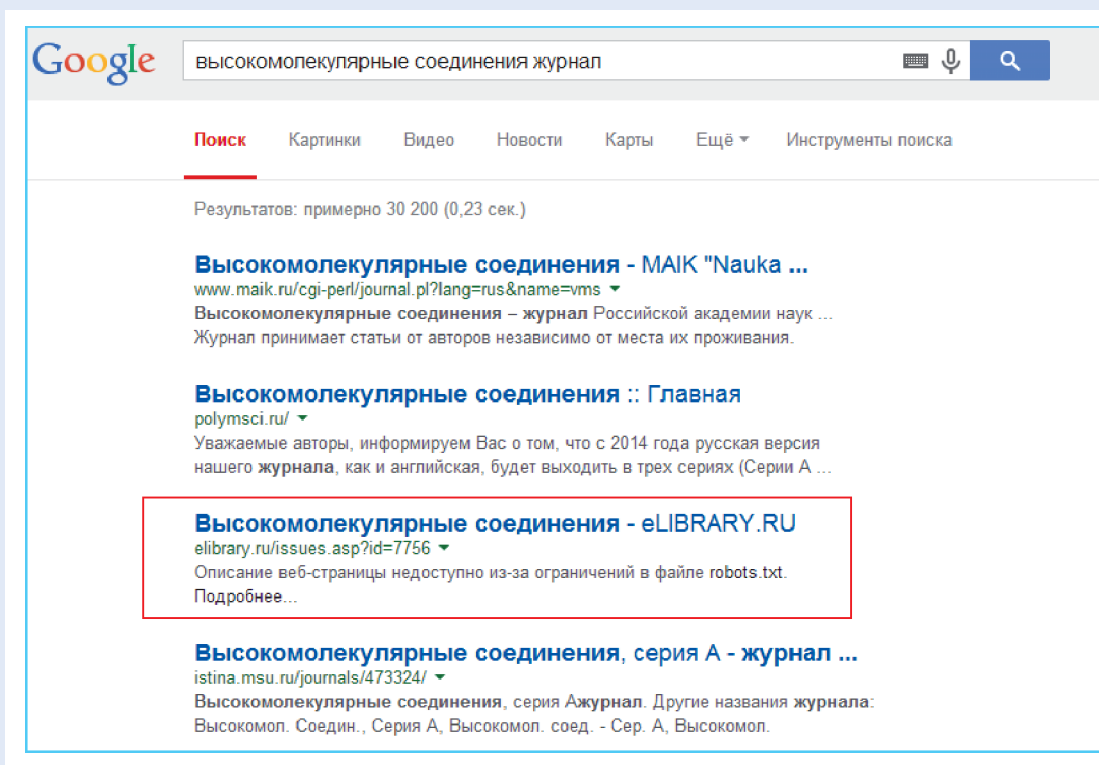 Google высокомолекулярные соединения журнал
Поиск Картинки Видео Новости Карты Ещё Инструменты поиска
Результатов: примерно 30 200 (0,23 сек.)
Высокомолекулярные соединения - MAIK "Nauka ...
www.maik.ru/cgi-perl/journal.pl?lang=rus&name=vms
Высокомолекулярные соединения – журнал Российской академии наук ...
Журнал принимает статьи от авторов независимо от места их проживания.
Высокомолекулярные соединения :: Главная
polymsci.ru/
Уважаемые авторы, информируем Вас о том, что с 2014 года русская версия
нашего журнала, как и английская, будет выходить в трех сериях (Серии А ...
Высокомолекулярные соединения - eLIBRARY.RU
elibrary.ru/issues.asp?id=7756
Описание веб-страницы недоступно из-за ограничений в файле robots.txt.
Подробнее...
Высокомолекулярные соединения, серия А - журнал ...
istina.msu.ru/journals/473324/
Высокомолекулярные соединения, серия Ажурнал. Другие названия журнала:
Высокомол. Соедин., Серия А, Высокомол. соед. - Сер. А, Высокомол.